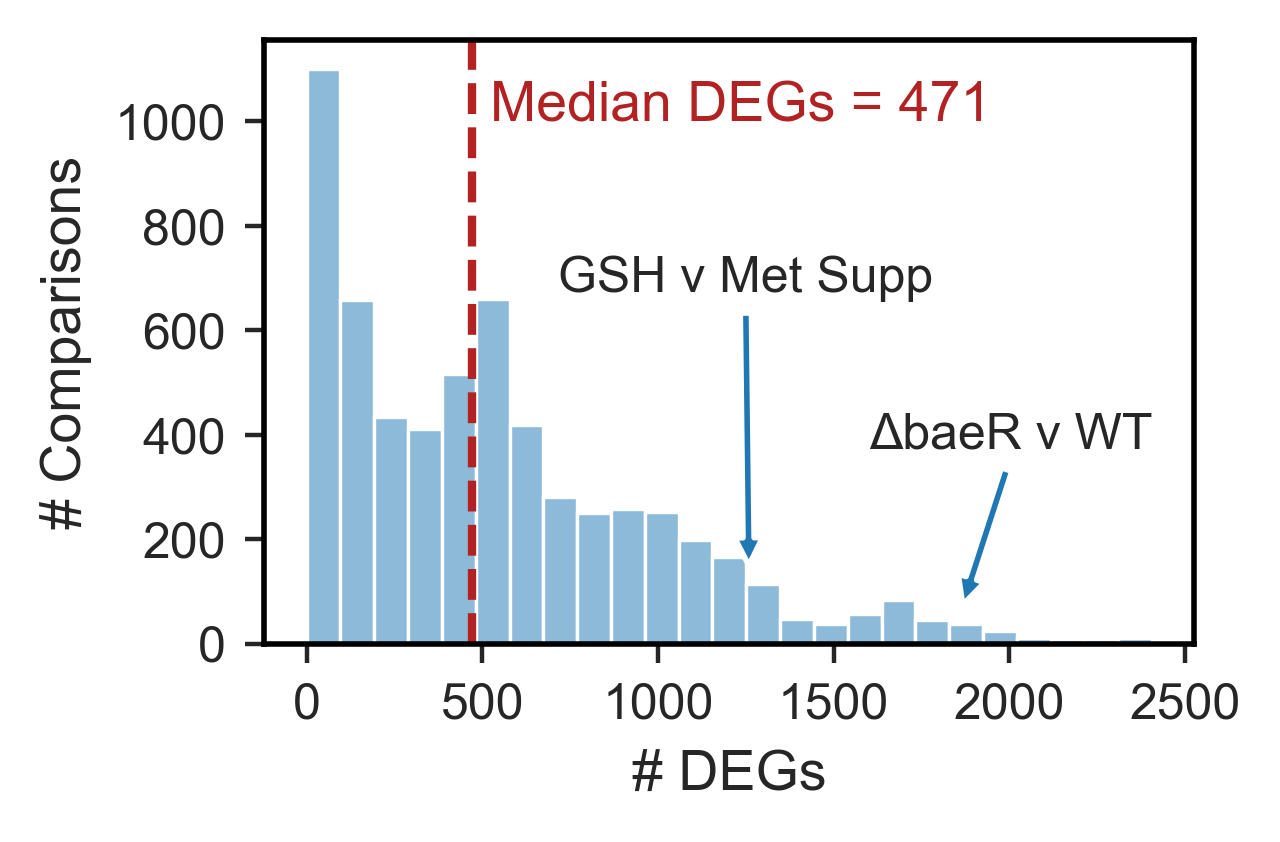 # Comparisons
1000
800
600
400
200
0
Median DEGs = 471
GSH v Met Supp
ΔbaeR v WT
0 500 1000 1500 2000 2500
# DEGs